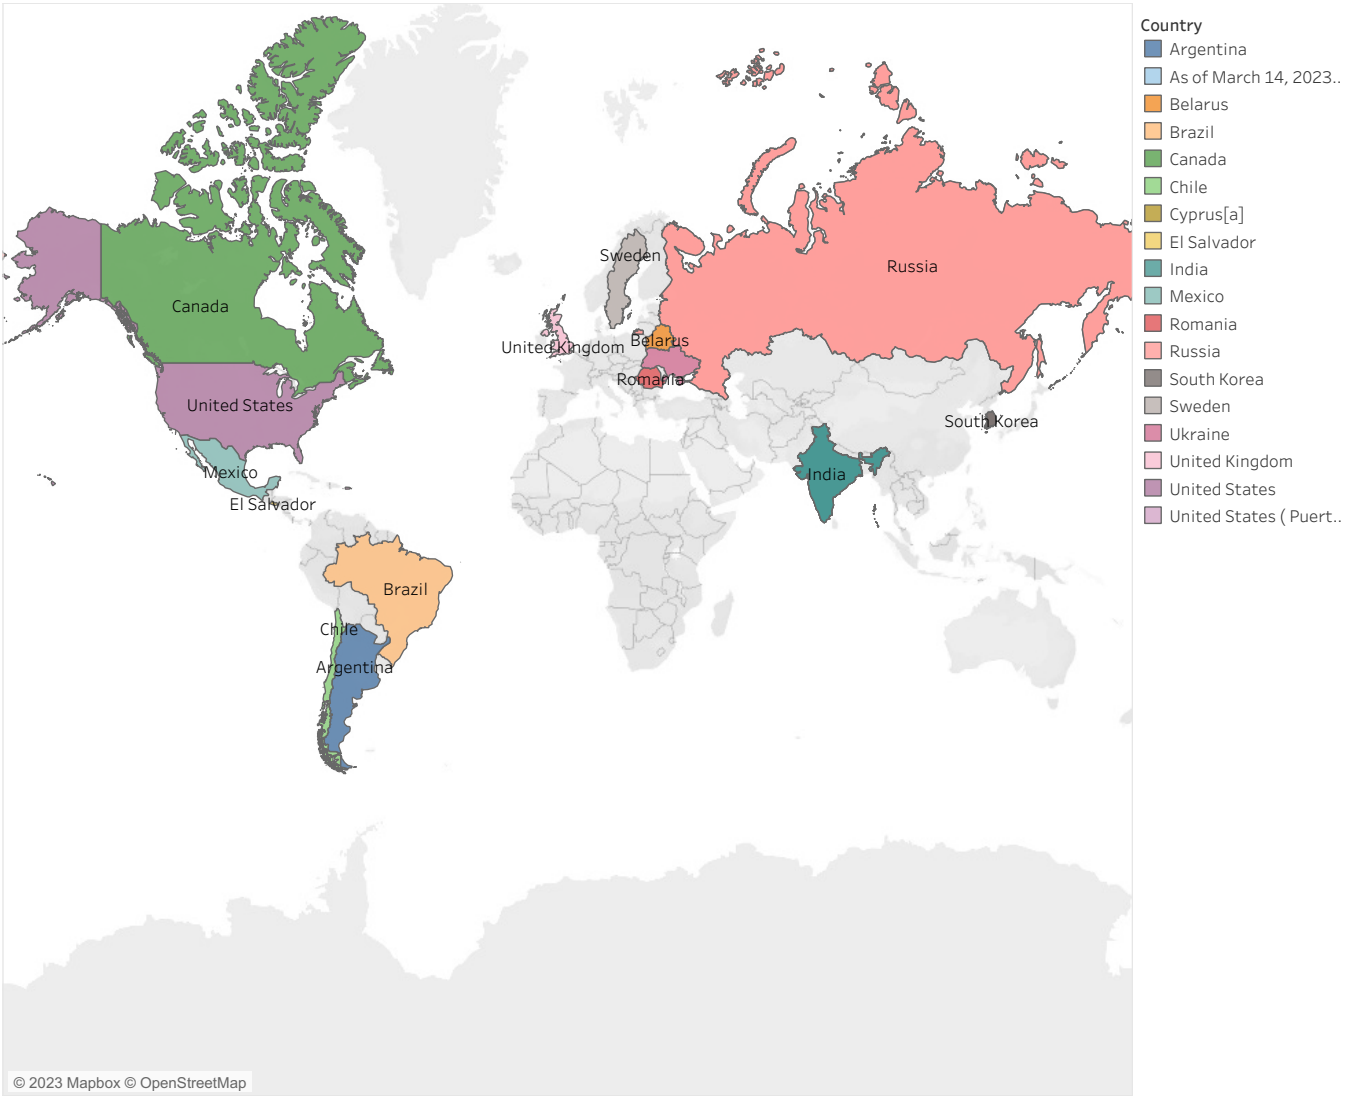 Country
Argentina
As of March 14, 2023..
Belarus
Brazil
Canada
Chile
Cyprus[a]
El Salvador
India
Mexico
Romania
Russia
South Korea
Sweden
Ukraine
United Kingdom
United States
United States ( Puert..
Sweden
Russia
Canada
United Kingdom
Belarus
Romania
United States
South Korea
Mexico
India
El Salvador
Brazil
Chile
Argentina
© 2023 Mapbox © OpenStreetMap